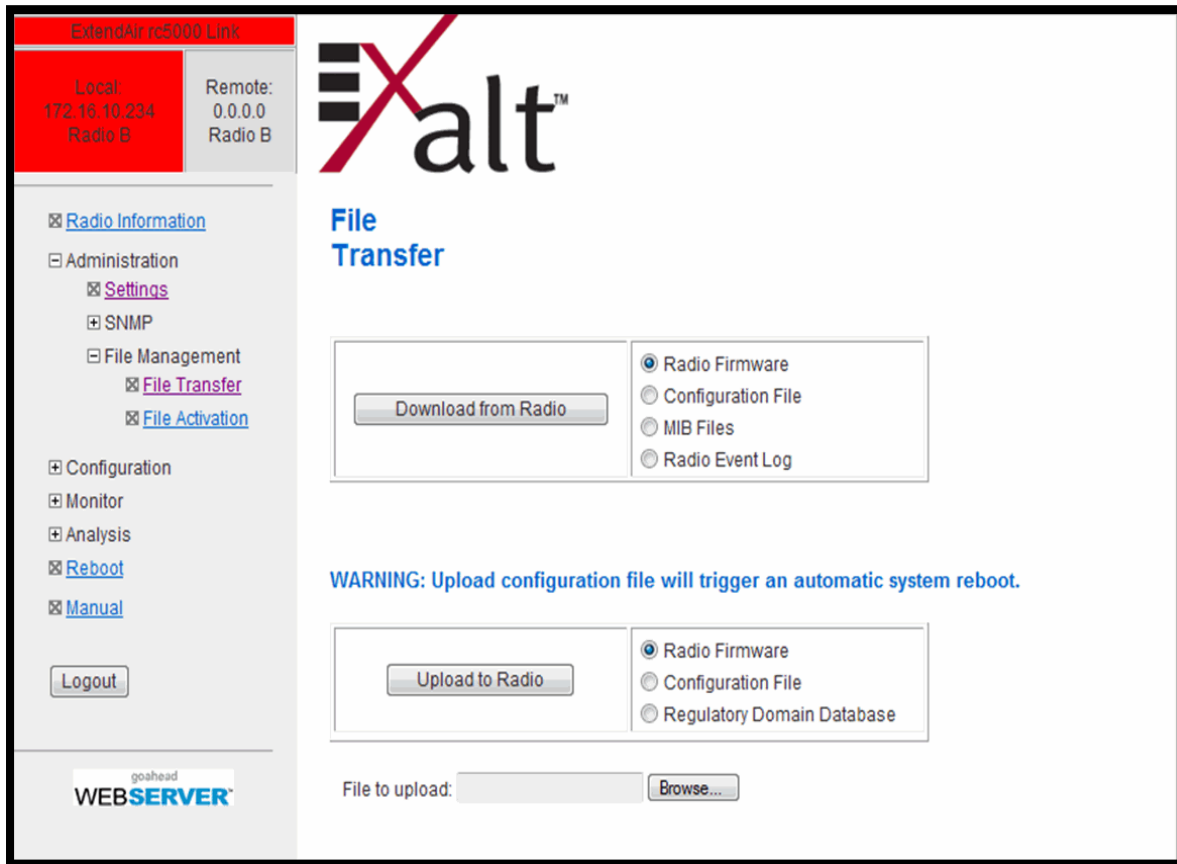 ExtendAir rc5000 Link
Local:
172.16.10.234
Radio B
Remote:
0.0.0.0
Radio B
Radio Information
Administration
Settings
SNMP
File Management
File Transfer
File Activation
Configuration
Monitor
Analysis
Reboot
Manual
Logout
goahead
WEBSERVER
EXalt™
File
Transfer
Download from Radio
Radio Firmware
Configuration File
MIB Files
Radio Event Log
WARNING: Upload configuration file will trigger an automatic system reboot.
Upload to Radio
Radio Firmware
Configuration File
Regulatory Domain Database
File to upload:
Browse...